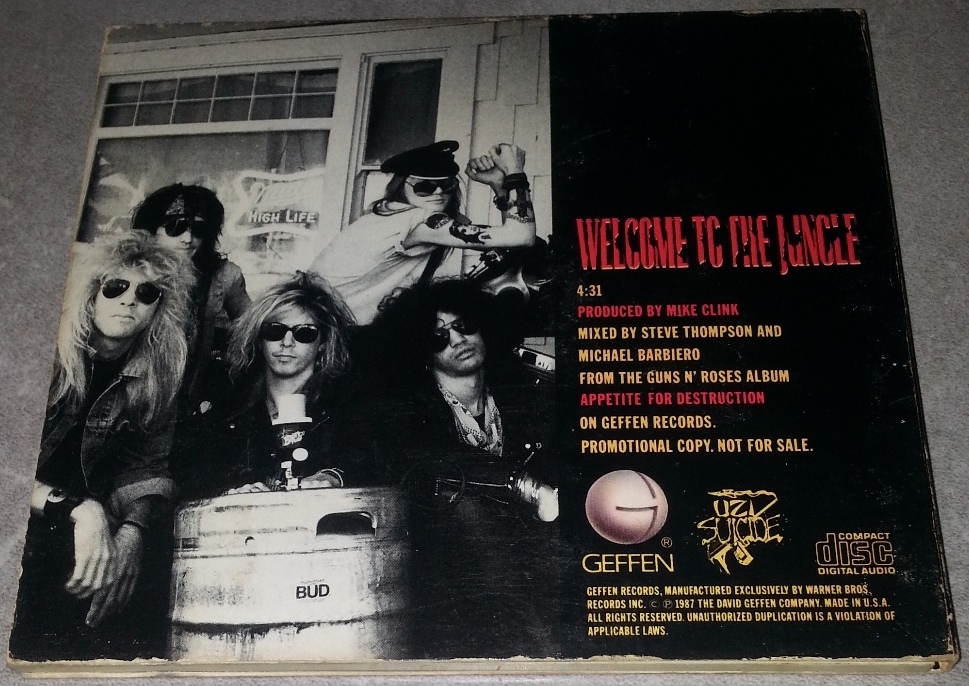 HIGH LIFE
BUD
WELCOME TO THE JUNGLE
4:31
PRODUCED BY MIKE CLINK
MIXED BY STEVE THOMPSON AND
MICHAEL BARBIERO
FROM THE GUNS N' ROSES ALBUM
APPETITE FOR DESTRUCTION
ON GEFFEN RECORDS.
PROMOTIONAL COPY. NOT FOR SALE.
G
GEFFEN ®
UZI
SUICIDE
COMPACT
disc
DIGITAL AUDIO
GEFFEN RECORDS, MANUFACTURED EXCLUSIVELY BY WARNER BROS.
RECORDS INC. © ℗ 1987 THE DAVID GEFFEN COMPANY. MADE IN U.S.A.
ALL RIGHTS RESERVED. UNAUTHORIZED DUPLICATION IS A VIOLATION OF
APPLICABLE LAWS.